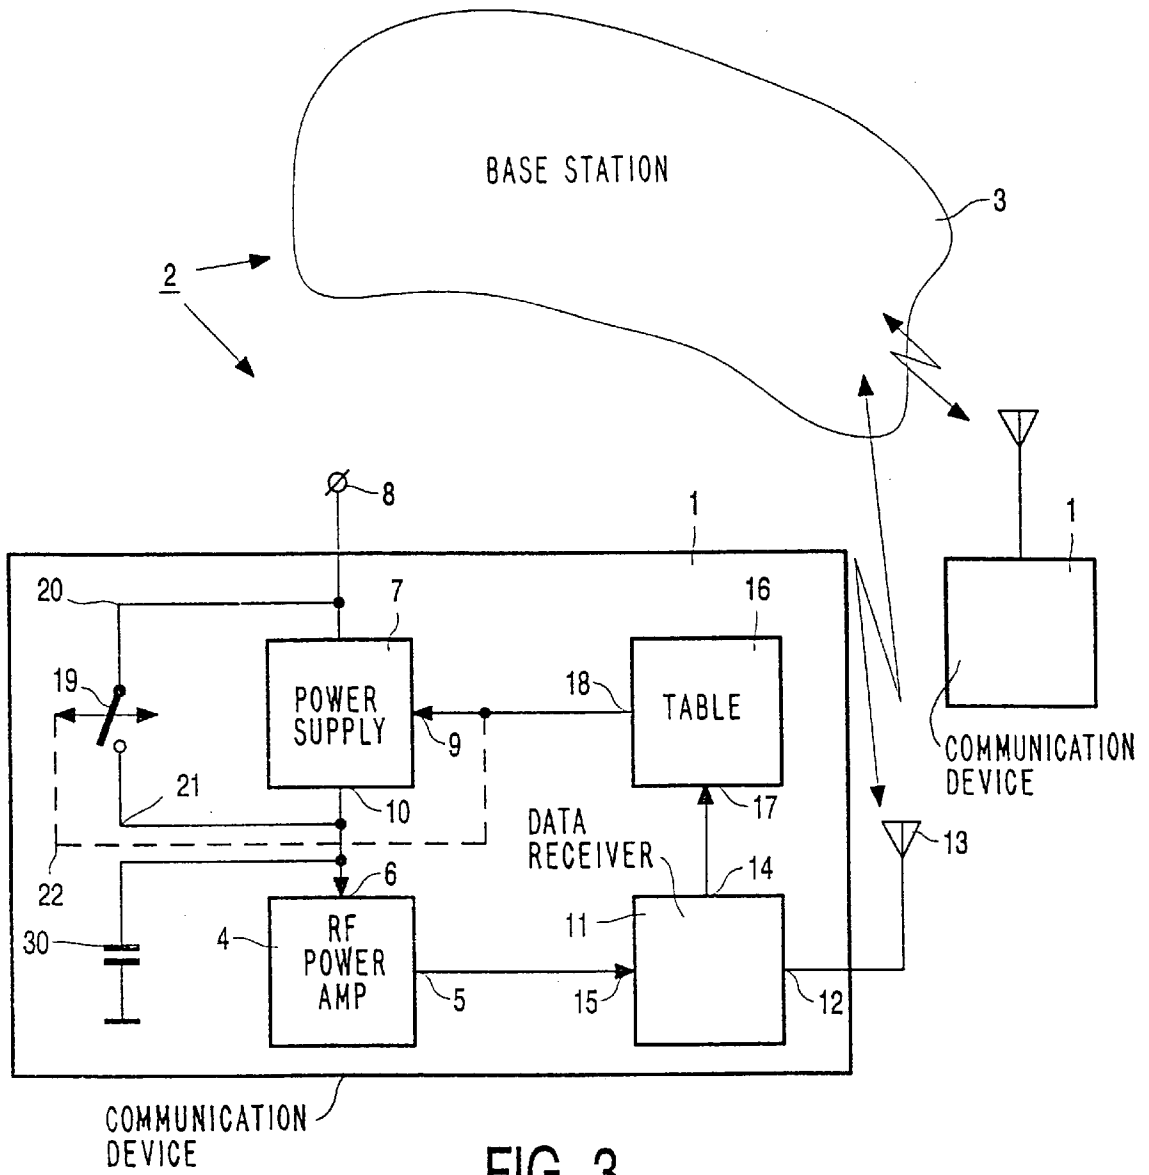 BASE STATION
3
2
8
1
1
20
7
16
19
18
POWER
SUPPLY
TABLE
9
COMMUNICATION
DEVICE
21
10
17
DATA
RECEIVER
13
22
6
14
30
4
RF
POWER
AMP
11
5
15
12
COMMUNICATION
DEVICE
FIG. 3